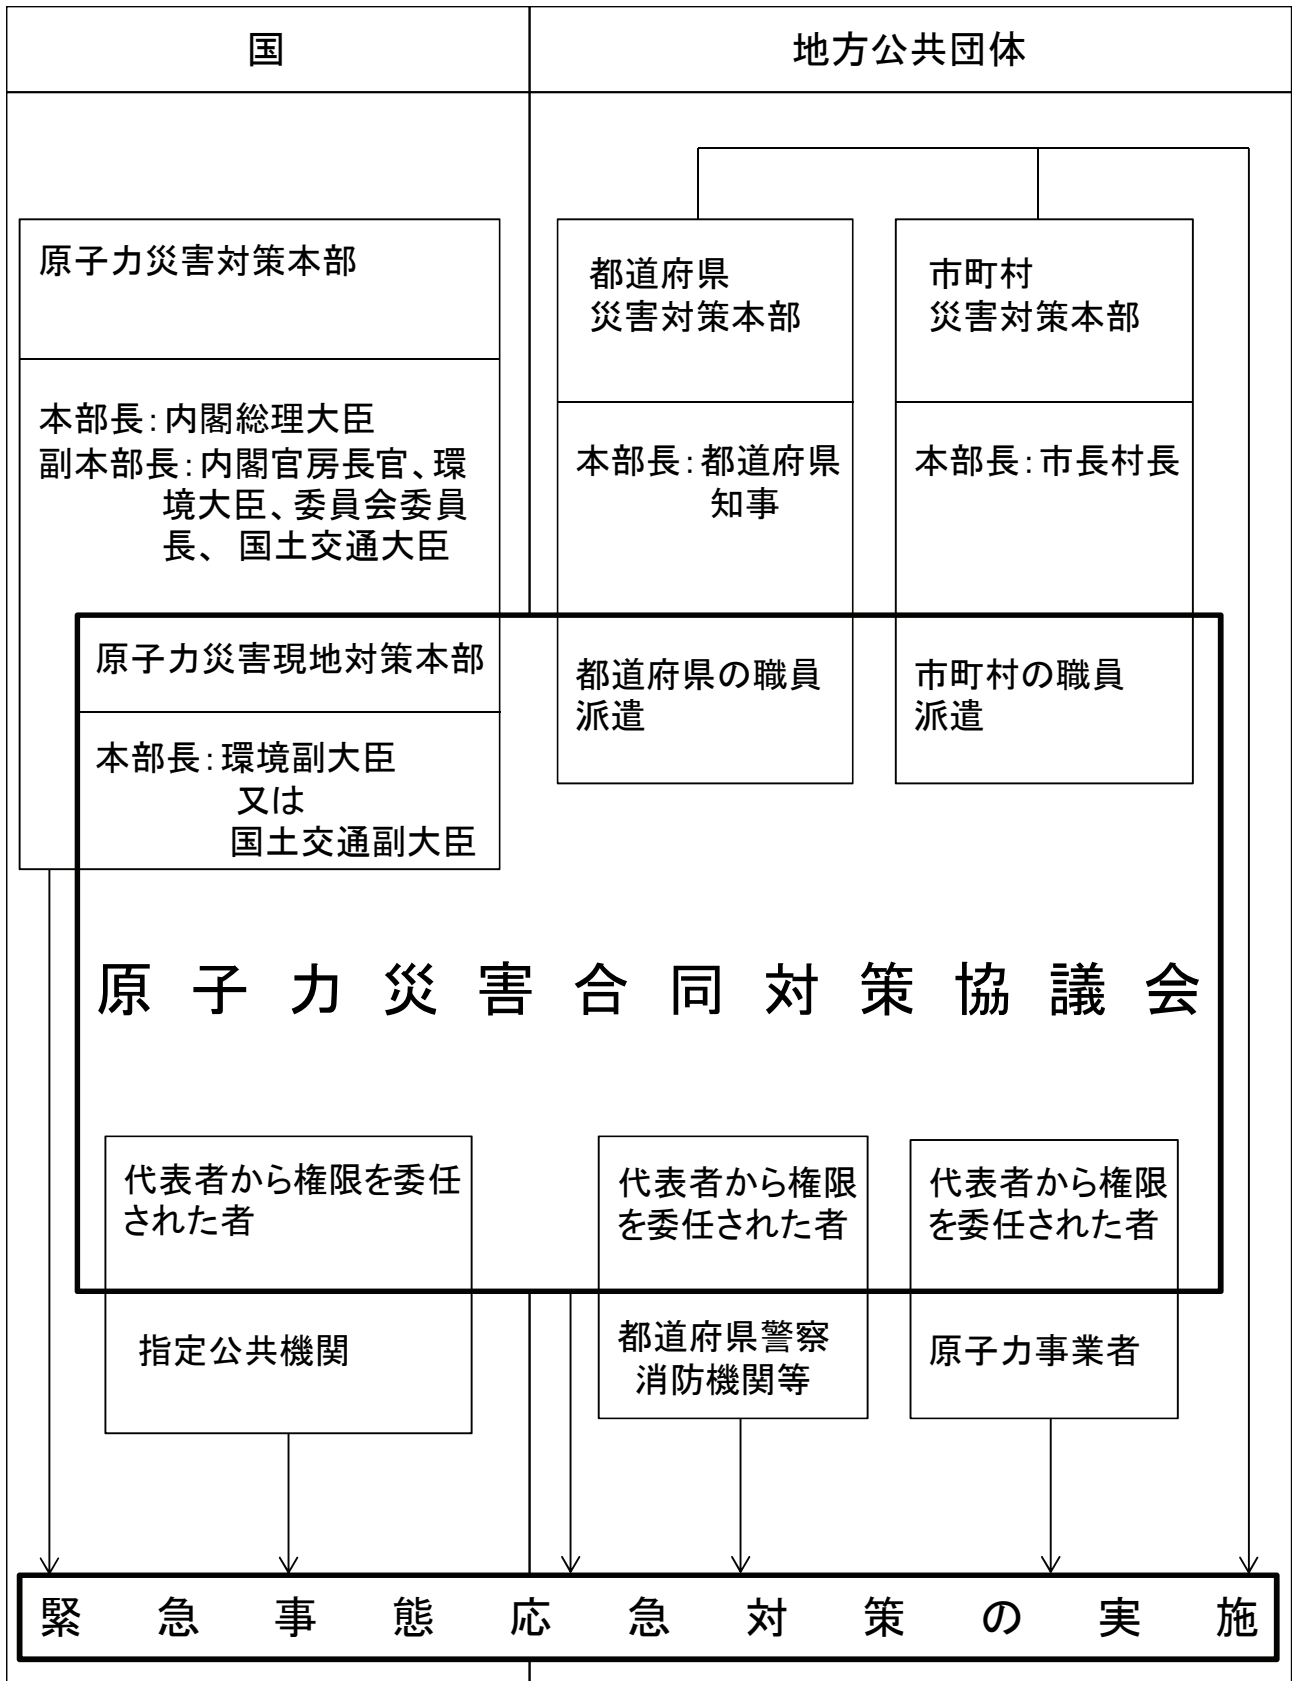 国
地方公共団体
原子力災害対策本部
本部長：内閣総理大臣
副本部長：内閣官房長官、環
境大臣、委員会委員
長、 国土交通大臣
都道府県
災害対策本部
本部長：都道府県
知事
市町村
災害対策本部
本部長：市長村長
原子力災害現地対策本部
本部長：環境副大臣
又は
国土交通副大臣
都道府県の職員
派遣
市町村の職員
派遣
原子力災害合同対策協議会
代表者から権限を委任
された者
指定公共機関
代表者から権限
を委任された者
都道府県警察
消防機関等
代表者から権限
を委任された者
原子力事業者
緊急事態応急対策の実施